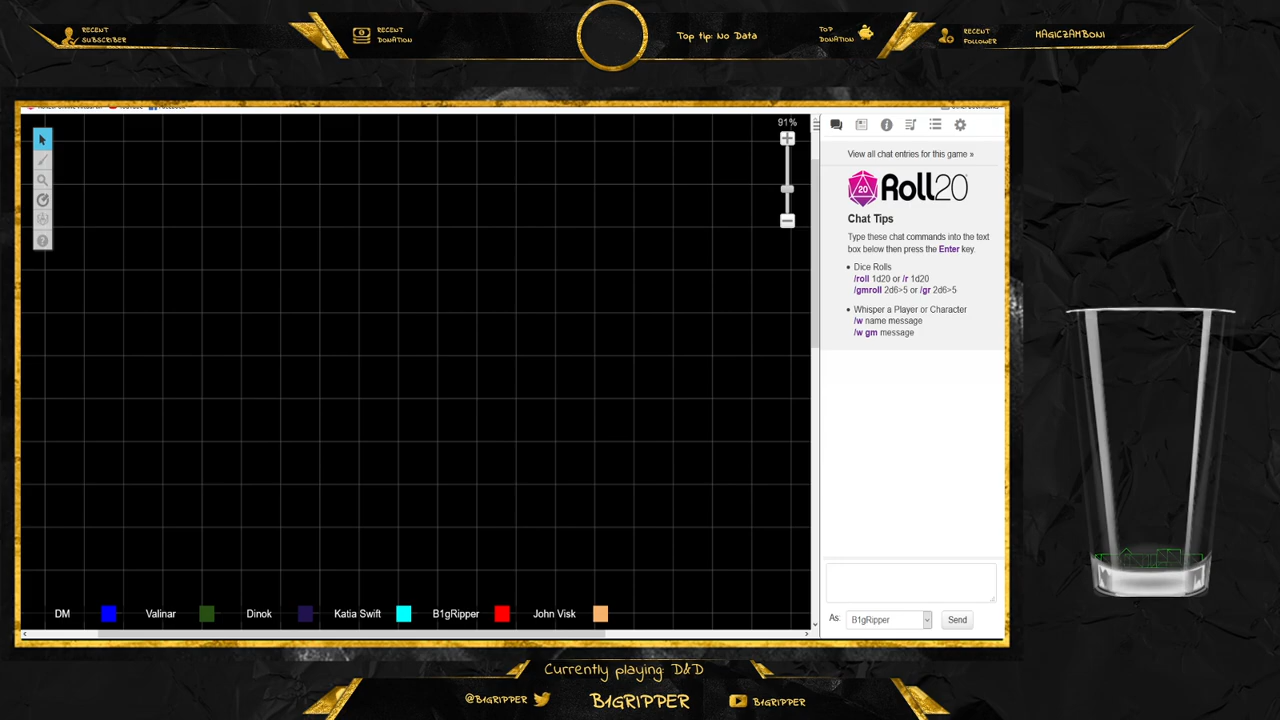 RECENT
SUBSCRIBER
RECENT
DONATION
Top tip: No Data
TOP
DONATION
RECENT
FOLLOWER
MAGICZAMBONI
91%
View all chat entries for this game »
20
Roll20
Chat Tips
Type these chat commands into the text
box below then press the Enter key.
• Dice Rolls
/roll 1d20 or /r 1d20
/gmroll 2d6>5 or /gr 2d6>5
• Whisper a Player or Character
/w name message
/w gm message
DM
Valinar
Dinok
Katia Swift
B1gRipper
John Visk
As:
B1gRipper
Send
Currently playing: D&D
@B1GRIPPER
B1GRIPPER
B1GRIPPER